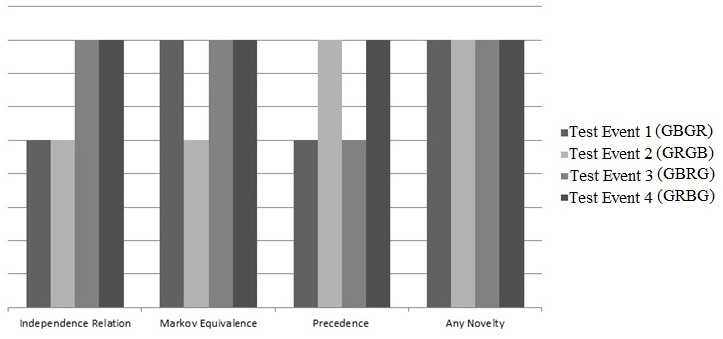 Test Event 1 (GBGR)
Test Event 2 (GRGB)
Test Event 3 (GBRG)
Test Event 4 (GRBG)
Independence Relation
Markov Equivalence
Precedence
Any Novelty